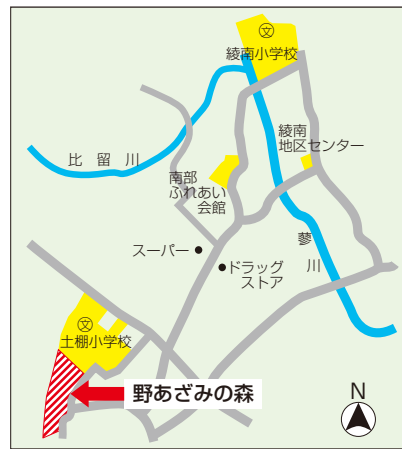 文
綾南小学校
綾南
地区センター
比留川
南部
ふれあい
会館
蓼川
スーパー
ドラッグ
ストア
文
土棚小学校
野あざみの森
N